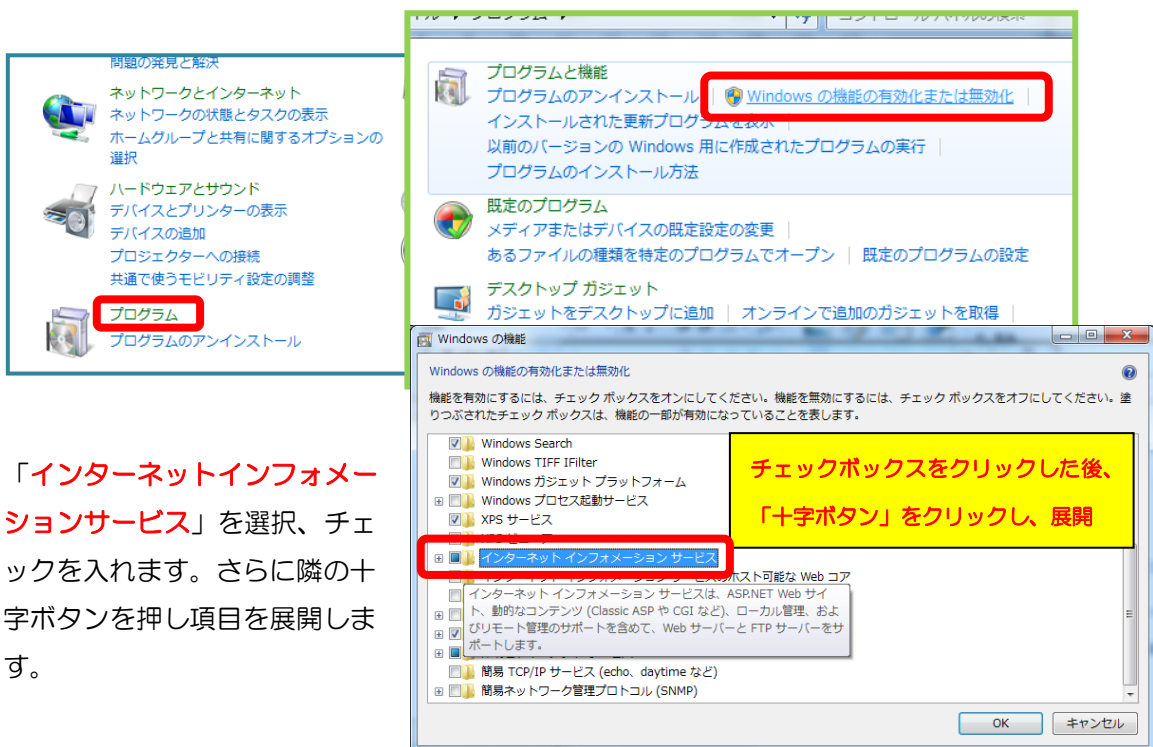 問題の発見と解決
ネットワークとインターネット
ネットワークの状態とタスクの表示
ホームグループと共有に関するオプションの
選択
ハードウェアとサウンド
デバイスとプリンターの表示
デバイスの追加
プロジェクターへの接続
共通で使うモビリティ設定の調整
プログラム
プログラムのアンインストール
プログラムと機能
プログラムのアンインストール | Windows の機能の有効化または無効化 |
インストールされた更新プログラムを表示 |
以前のバージョンの Windows 用に作成されたプログラムの実行 |
プログラムのインストール方法
既定のプログラム
メディアまたはデバイスの既定設定の変更 |
あるファイルの種類を特定のプログラムでオープン | 既定のプログラムの設定
デスクトップ ガジェット
ガジェットをデスクトップに追加 | オンラインで追加のガジェットを取得 |
Windows の機能
Windows の機能の有効化または無効化
機能を有効にするには、チェック ボックスをオンにしてください。機能を無効にするには、チェック ボックスをオフにしてください。塗
りつぶされたチェック ボックスは、機能の一部が有効になっていることを表します。
Windows Search
Windows TIFF IFilter
Windows ガジェット プラットフォーム
Windows プロセス起動サービス
XPS サービス
インターネット インフォメーション サービス
ホスト可能な Web コア
インターネット インフォメーション サービスは、ASP.NET Web サイ
ト、動的なコンテンツ (Classic ASP や CGI など)、ローカル管理、およ
びリモート管理のサポートを含めて、Web サーバーと FTP サーバーをサ
ポートします。
簡易 TCP/IP サービス (echo、daytime など)
簡易ネットワーク管理プロトコル (SNMP)
OK
キャンセル
チェックボックスをクリックした後、
「十字ボタン」をクリックし、展開
「インターネットインフォメー
ションサービス」を選択、チェ
ックを入れます。さらに隣の十
字ボタンを押し項目を展開しま
す。